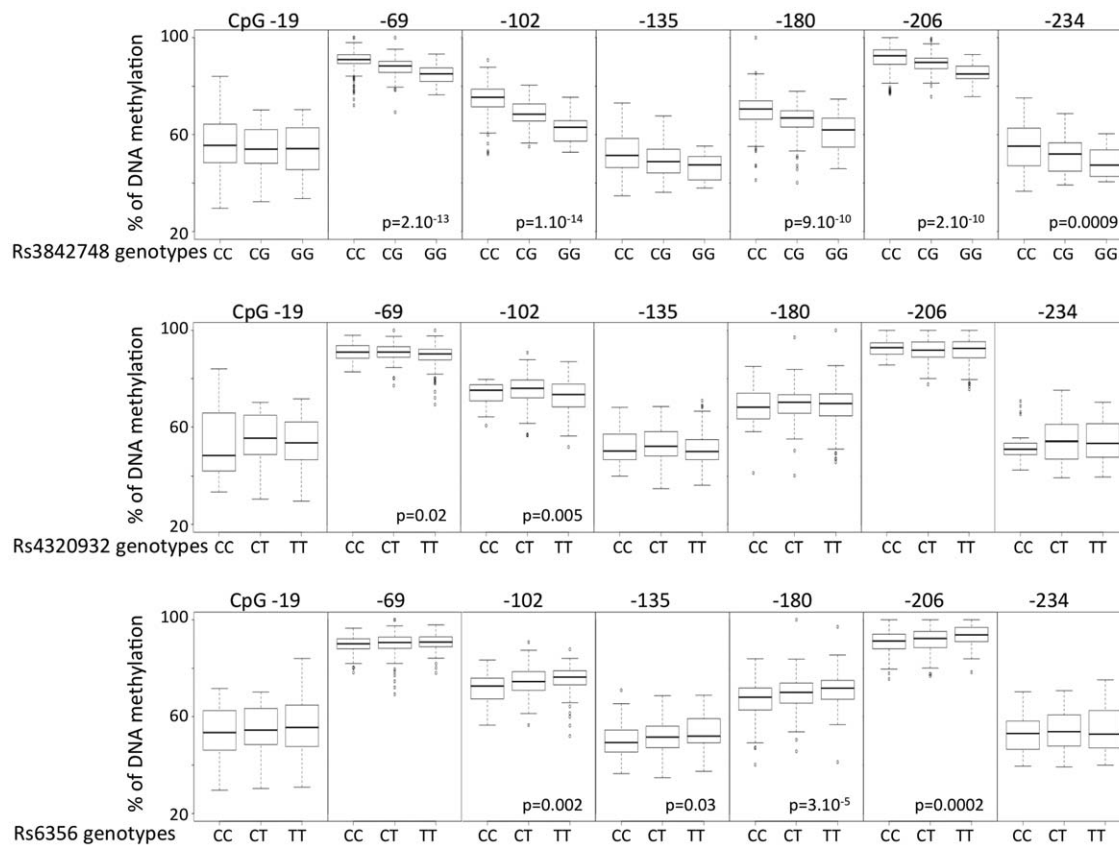 CpG -19 -69 -102 -135 -180 -206 -234
100
60
20
% of DNA methylation
p=2.10-13 p=1.10-14 p=9.10-10 p=2.10-10 p=0.0009
Rs3842748 genotypes CC CG GG CC CG GG CC CG GG CC CG GG CC CG GG CC CG GG CC CG GG
CpG -19 -69 -102 -135 -180 -206 -234
100
60
20
% of DNA methylation
p=0.02 p=0.005
Rs4320932 genotypes CC CT TT CC CT TT CC CT TT CC CT TT CC CT TT CC CT TT CC CT TT
CpG -19 -69 -102 -135 -180 -206 -234
100
60
20
% of DNA methylation
p=0.002 p=0.03 p=3.10-5 p=0.0002
Rs6356 genotypes CC CT TT CC CT TT CC CT TT CC CT TT CC CT TT CC CT TT CC CT TT